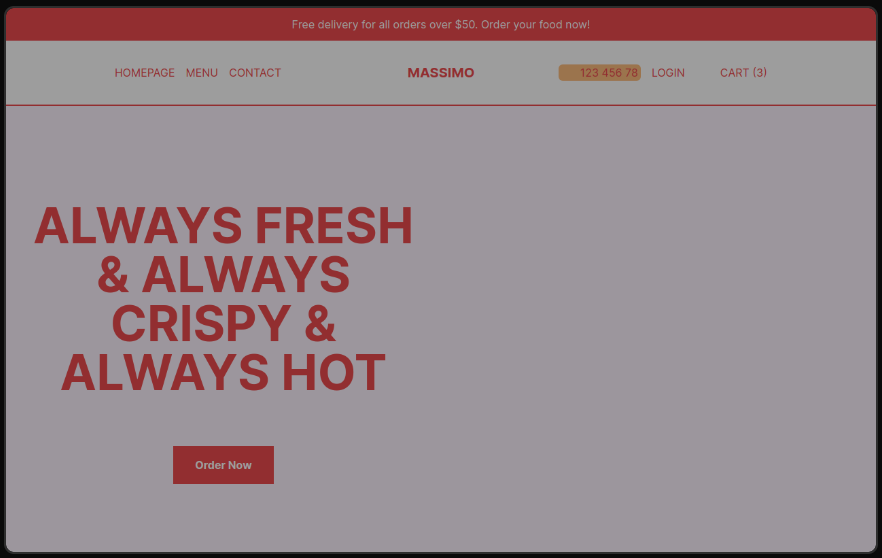 Free delivery for all orders over $50. Order your food now!
HOMEPAGE MENU CONTACT MASSIMO 123 456 78 LOGIN CART (3)
ALWAYS FRESH
& ALWAYS
CRISPY &
ALWAYS HOT
Order Now